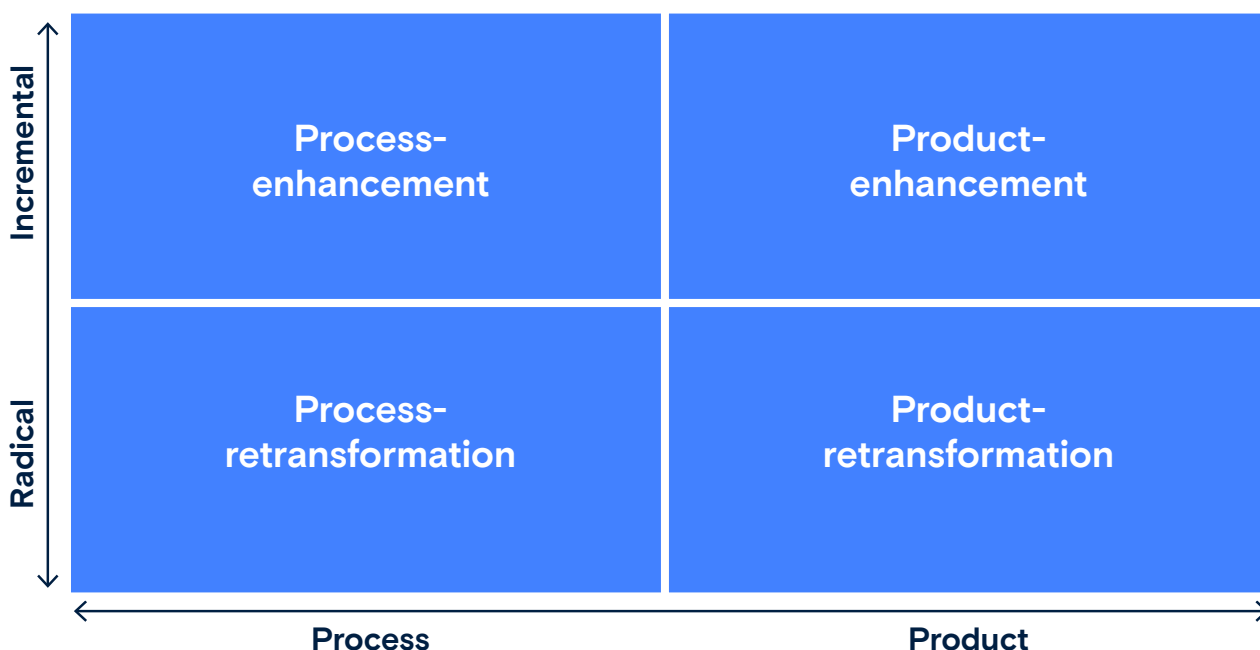 Incremental
Process-
enhancement
Product-
enhancement
Radical
Process-
retransformation
Product-
retransformation
Process
Product